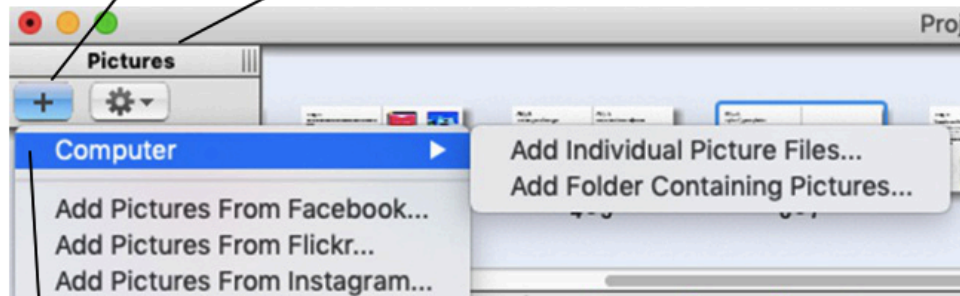 Proj
Pictures
Computer
Add Individual Picture Files...
Add Folder Containing Pictures...
Add Pictures From Facebook...
Add Pictures From Flickr...
Add Pictures From Instagram...